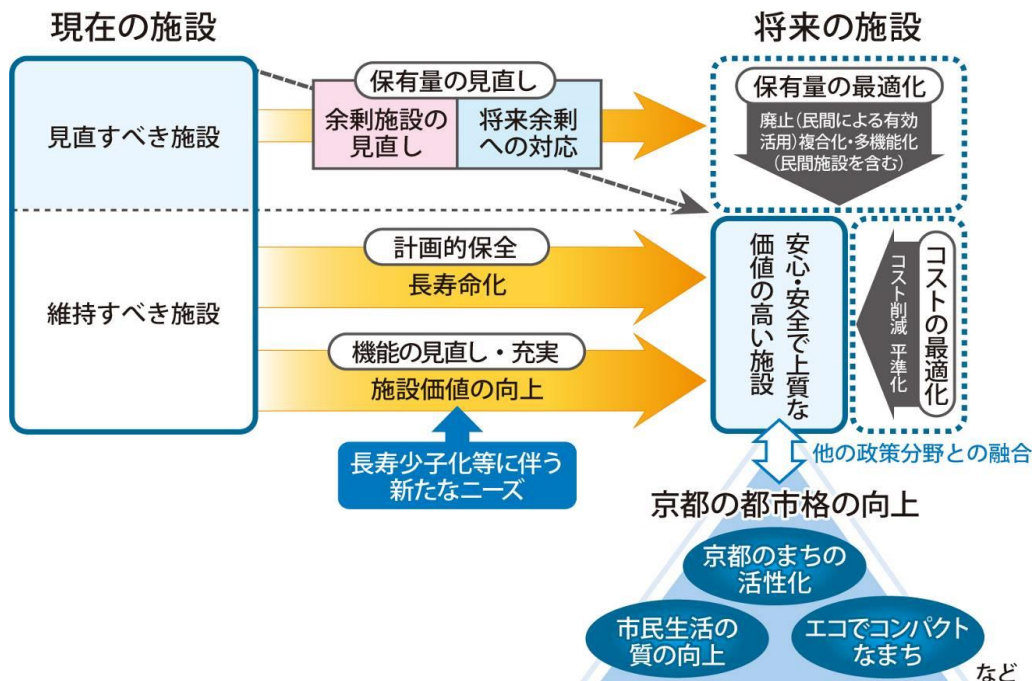 現在の施設
将来の施設
見直すべき施設
保有量の見直し
余剰施設の
見直し
将来余剰
への対応
保有量の最適化
廃止(民間による有効
活用)複合化・多機能化
(民間施設を含む)
維持すべき施設
計画的保全
長寿命化
機能の見直し・充実
施設価値の向上
長寿少子化等に伴う
新たなニーズ
安心・安全で上質な
価値の高い施設
コストの最適化
コスト削減 平準化
他の政策分野との融合
京都の都市格の向上
京都のまちの
活性化
市民生活の
質の向上
エコでコンパクト
なまち
など